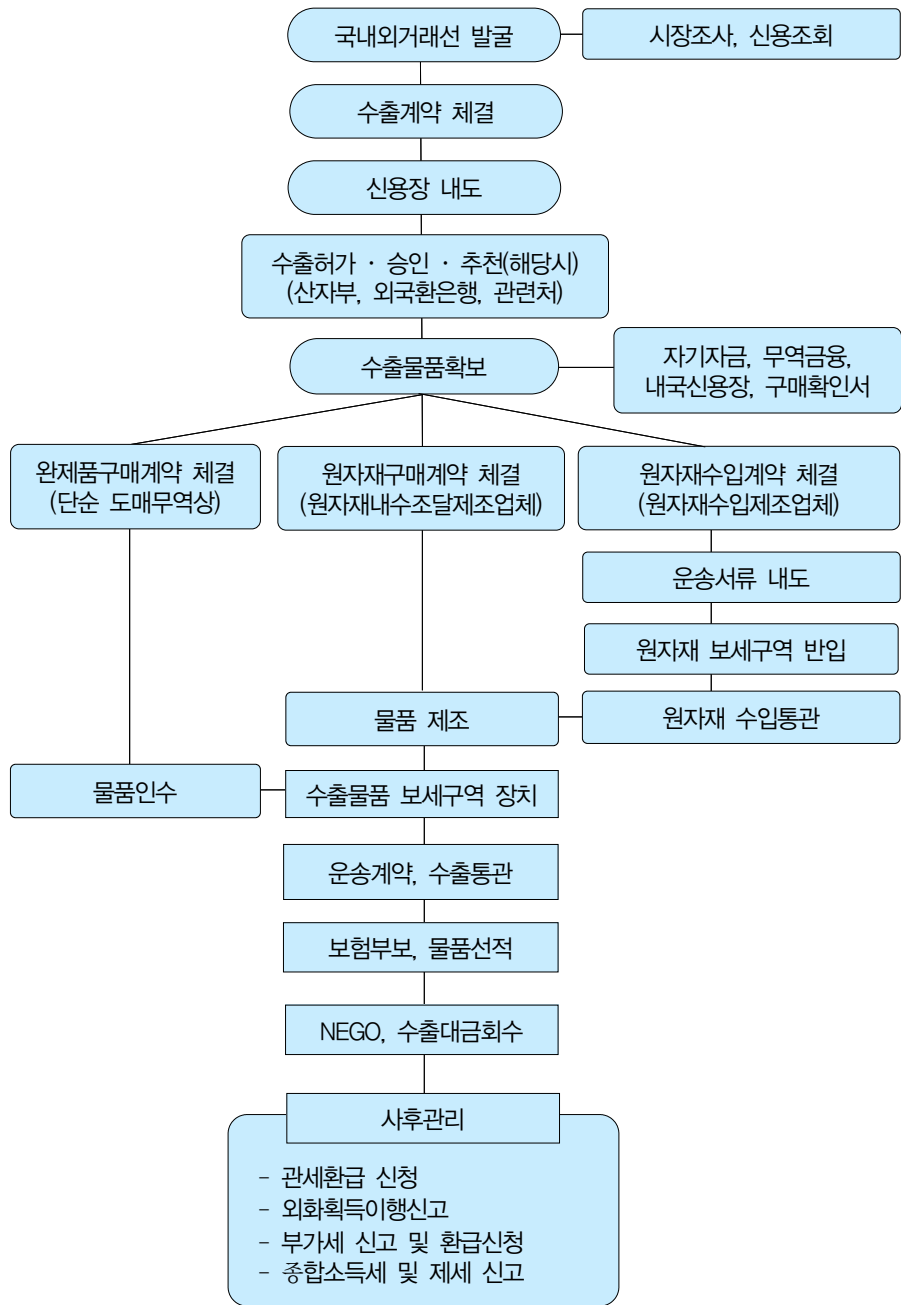 국내외거래선 발굴
시장조사, 신용조회
수출계약 체결
신용장 내도
수출허가 · 승인 · 추천(해당시)
(산자부, 외국환은행, 관련처)
수출물품확보
자기자금, 무역금융,
내국신용장, 구매확인서
완제품구매계약 체결
(단순 도매무역상)
원자재구매계약 체결
(원자재내수조달제조업체)
원자재수입계약 체결
(원자재수입제조업체)
운송서류 내도
원자재 보세구역 반입
물품 제조
원자재 수입통관
물품인수
수출물품 보세구역 장치
운송계약, 수출통관
보험부보, 물품선적
NEGO, 수출대금회수
사후관리
- 관세환급 신청
- 외화획득이행신고
- 부가세 신고 및 환급신청
- 종합소득세 및 제세 신고